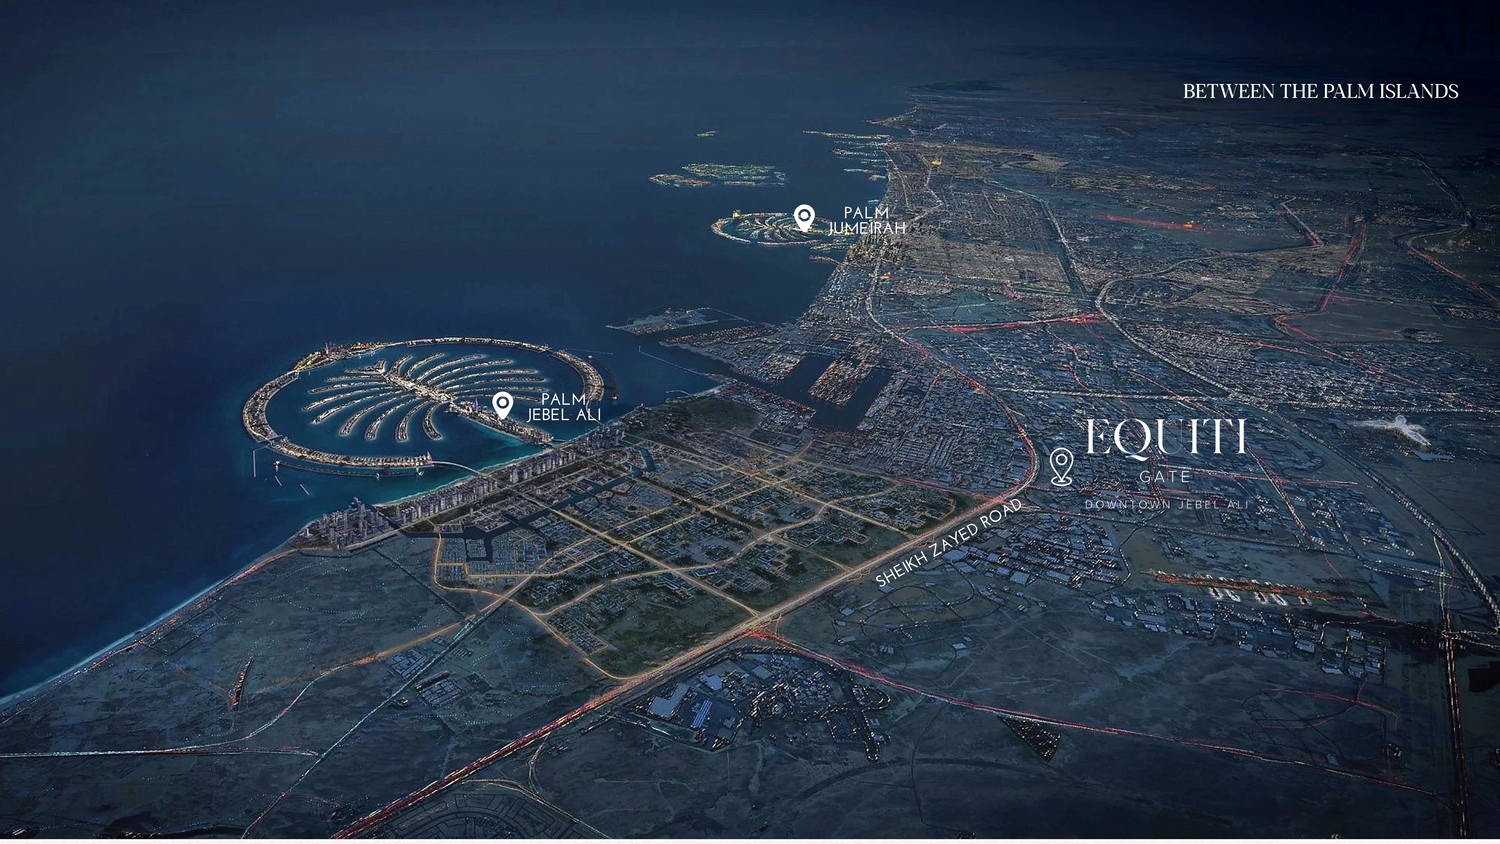 BETWEEN THE PALM ISLANDS
PALM
JUMEIRAH
PALM
JEBEL ALI
EQUITI
GATE
DOWNTOWN JEBEL ALI
SHEIKH ZAYED ROAD